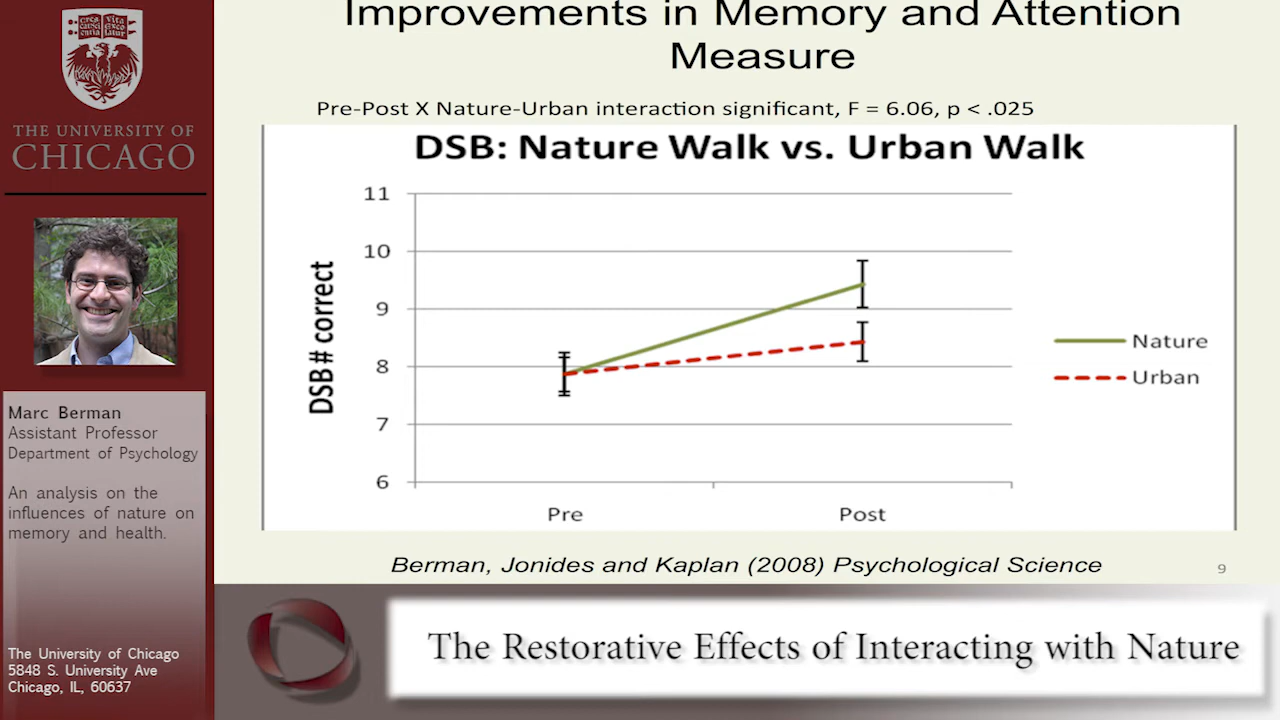 THE UNIVERSITY OF
CHICAGO
Marc Berman
Assistant Professor
Department of Psychology
An analysis on the
influences of nature on
memory and health.
The University of Chicago
5848 S. University Ave
Chicago, IL, 60637
Improvements in Memory and Attention
Measure
Pre-Post X Nature-Urban interaction significant, F = 6.06, p < .025
DSB: Nature Walk vs. Urban Walk
DSB# correct
11
10
9
8
7
6
Pre Post
Nature
Urban
Berman, Jonides and Kaplan (2008) Psychological Science
9
The Restorative Effects of Interacting with Nature